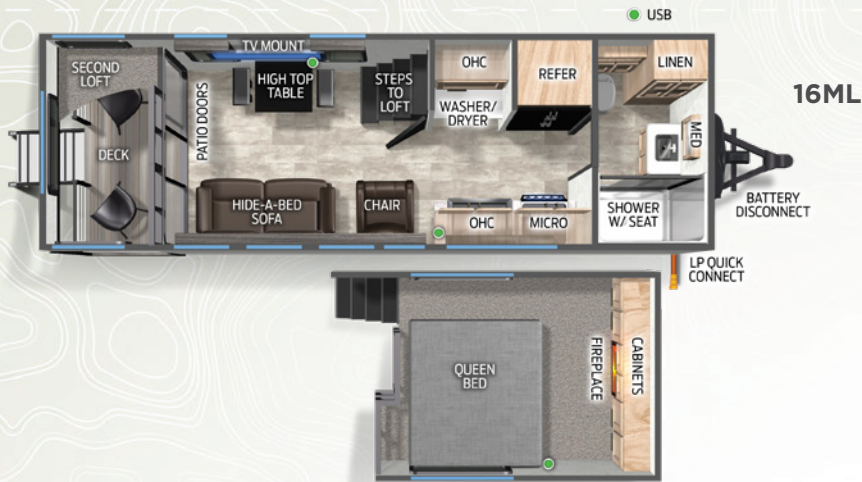 USB
16ML
SECOND
LOFT
DECK
PATIO DOORS
TV MOUNT
HIGH TOP
TABLE
STEPS
TO
LOFT
OHC
WASHER/
DRYER
REFER
LINEN
MED
HIDE-A-BED
SOFA
CHAIR
OHC
MICRO
SHOWER
W/ SEAT
BATTERY
DISCONNECT
LP QUICK
CONNECT
QUEEN
BED
FIREPLACE
CABINETS